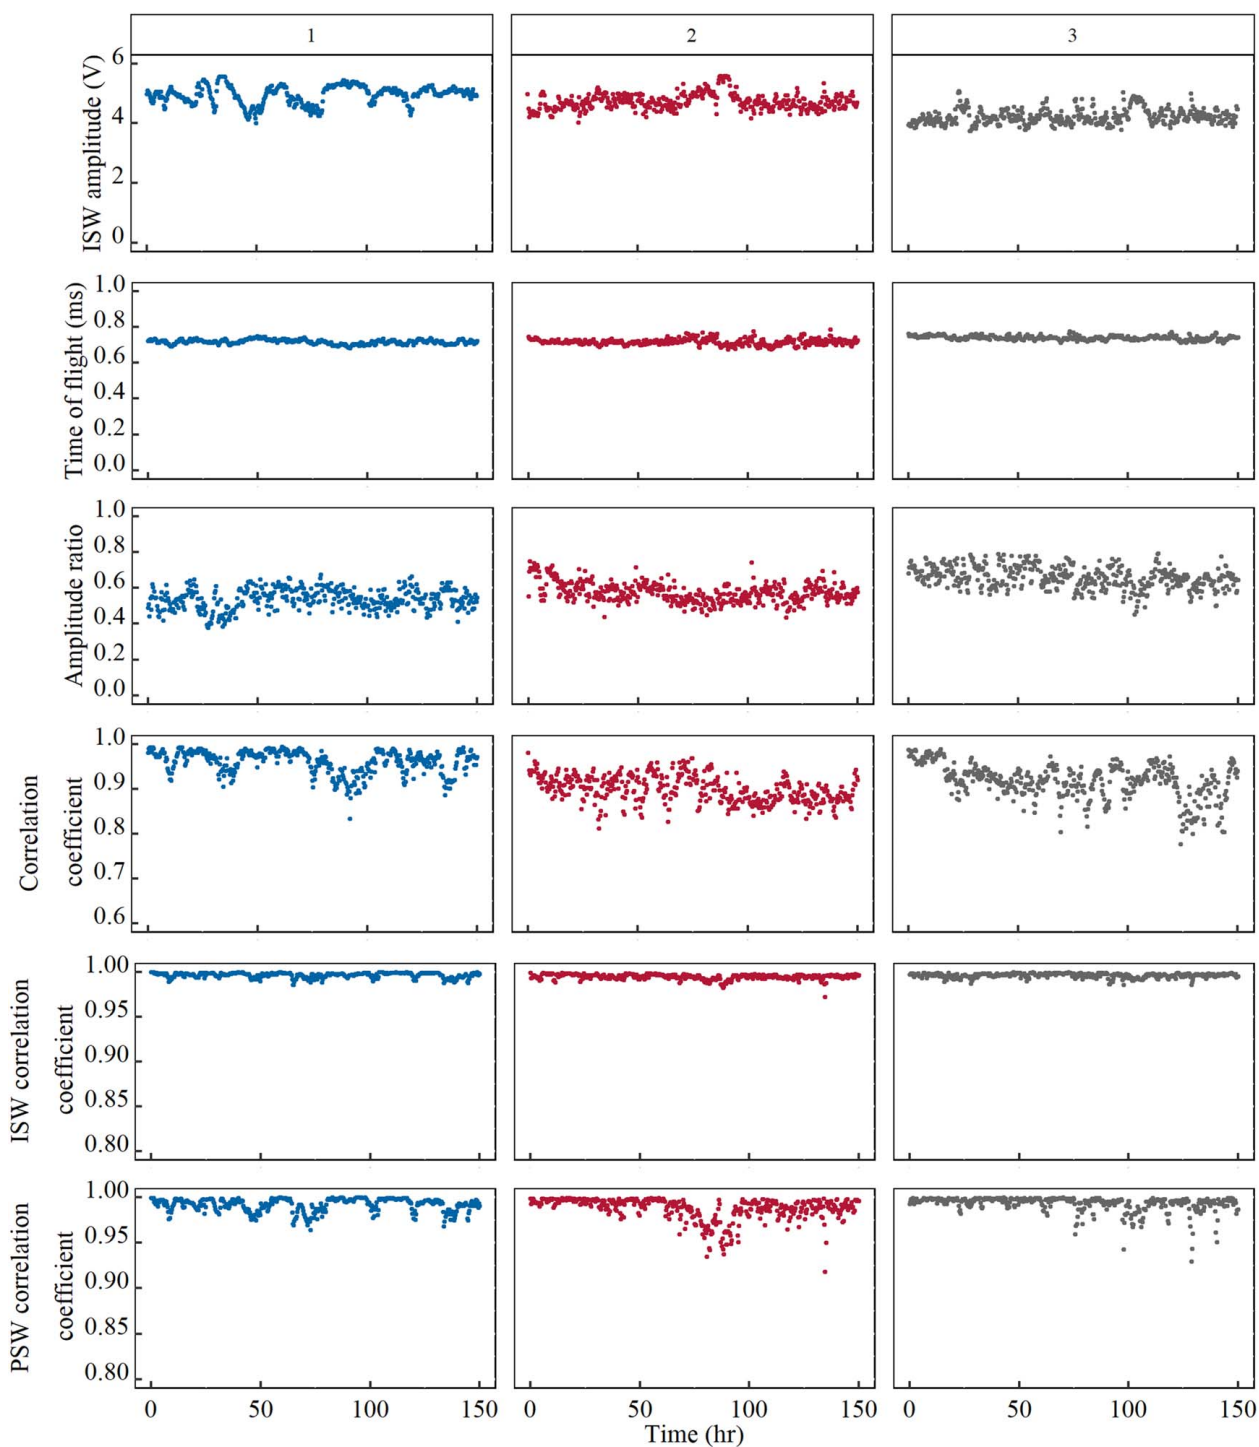 1 2 3
ISW amplitude (V)
6
4
2
0
Time of flight (ms)
1.0
0.8
0.6
0.4
0.2
0.0
Amplitude ratio
1.0
0.8
0.6
0.4
0.2
0.0
Correlation
coefficient
1.0
0.9
0.8
0.7
0.6
ISW correlation
coefficient
1.00
0.95
0.90
0.85
0.80
PSW correlation
coefficient
1.00
0.95
0.90
0.85
0.80
0 50 100 150 0 50 100 150 0 50 100 150
Time (hr)